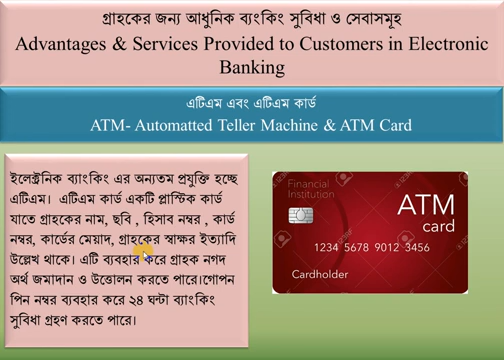 গ্রাহকের জন্য আধুনিক ব্যংকিং সুবিধা ও সেবাসমূহ
Advantages & Services Provided to Customers in Electronic
Banking
এটিএম এবং এটিএম কার্ড
ATM- Automatted Teller Machine & ATM Card
ইলেক্ট্রনিক ব্যাংকিং এর অন্যতম প্রযুক্তি হচ্ছে
এটিএম। এটিএম কার্ড একটি প্লাস্টিক কার্ড
যাতে গ্রাহকের নাম, ছবি , হিসাব নম্বর , কার্ড
নম্বর, কার্ডের মেয়াদ, গ্রাহকের স্বাক্ষর ইত্যাদি
উল্লেখ থাকে। এটি ব্যবহার করে গ্রাহক নগদ
অর্থ জমাদান ও উত্তোলন করতে পারে।গোপন
পিন নম্বর ব্যবহার করে ২৪ ঘন্টা ব্যাংকিং
সুবিধা গ্রহণ করতে পারে।
Financial
Institution
ATM
card
1234 5678 9012 3456
Cardholder